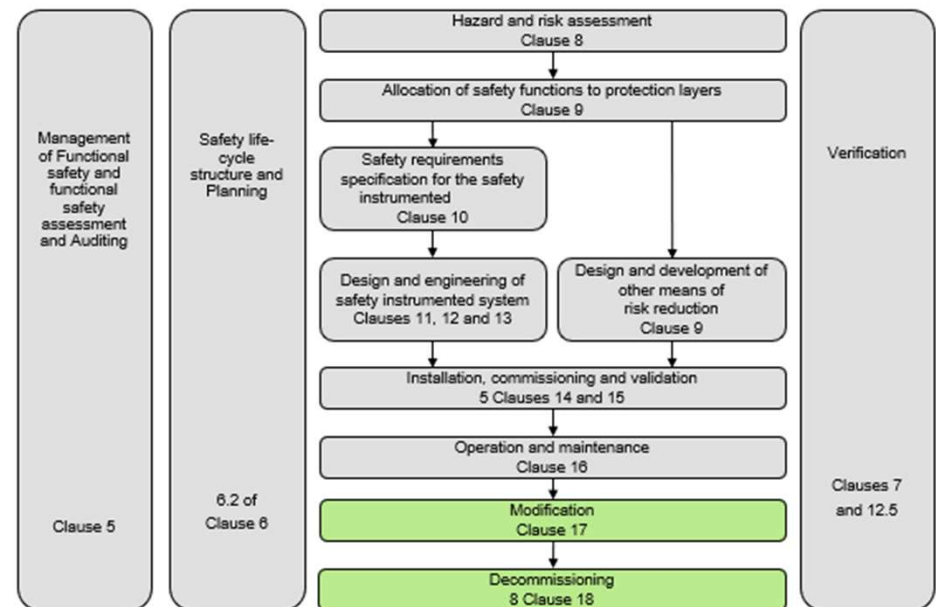 Management
of Functional
safety and
functional
safety
assessment
and Auditing
Clause 5
Safety life-
cycle
structure and
Planning
6.2 of
Clause 6
Hazard and risk assessment
Clause 8
Allocation of safety functions to protection layers
Clause 9
Safety requirements
specification for the safety
instrumented
Clause 10
Design and engineering of
safety instrumented system
Clauses 11, 12 and 13
Design and development of
other means of
risk reduction
Clause 9
Installation, commissioning and validation
5 Clauses 14 and 15
Operation and maintenance
Clause 16
Modification
Clause 17
Decommissioning
8 Clause 18
Verification
Clauses 7
and 12.5